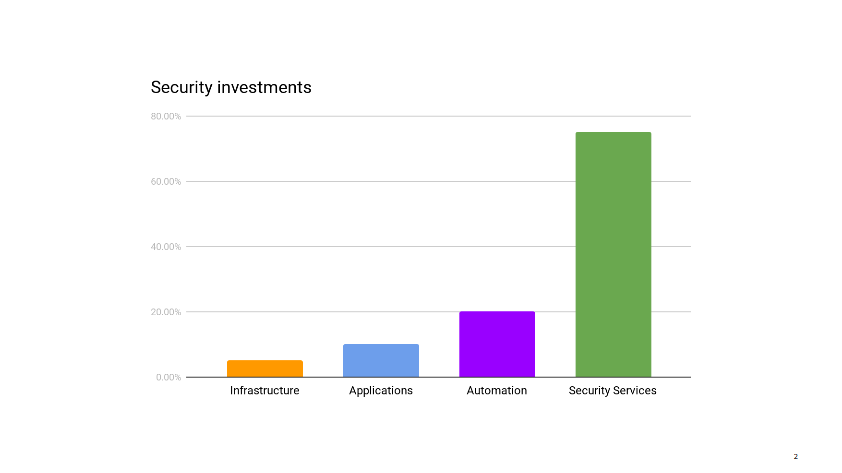 Security investments
80.00%
60.00%
40.00%
20.00%
0.00%
Infrastructure
Applications
Automation
Security Services
2